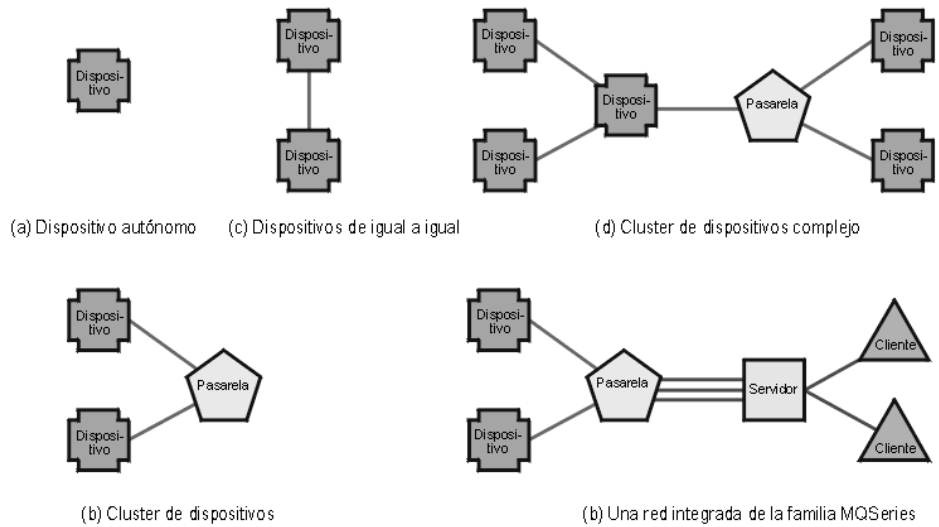 Disposi-
tivo
(a) Dispositivo autónomo
Disposi-
tivo
Disposi-
tivo
(c) Dispositivos de igual a igual
Disposi-
tivo
Disposi-
tivo
Disposi-
tivo
Pasarela
Disposi-
tivo
Disposi-
tivo
(d) Cluster de dispositivos complejo
Disposi-
tivo
Disposi-
tivo
Pasarela
(b) Cluster de dispositivos
Disposi-
tivo
Disposi-
tivo
Pasarela
Servidor
Cliente
Cliente
(b) Una red integrada de la familia MQSeries